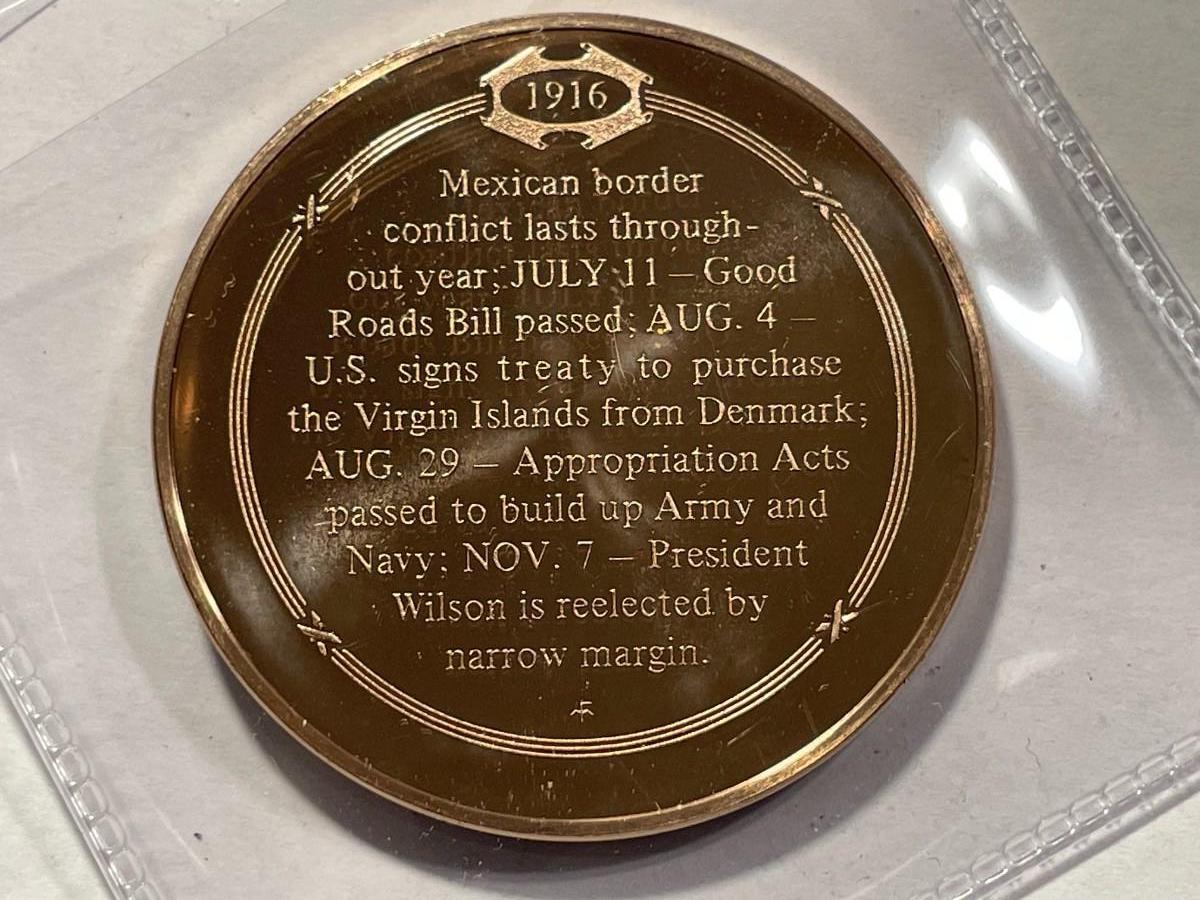 1916
Mexican border
conflict lasts through-
out year; JULY 11 – Good
Roads Bill passed; AUG. 4 –
U.S. signs treaty to purchase
the Virgin Islands from Denmark;
AUG. 29 – Appropriation Acts
passed to build up Army and
Navy; NOV. 7 – President
Wilson is reelected by
narrow margin.